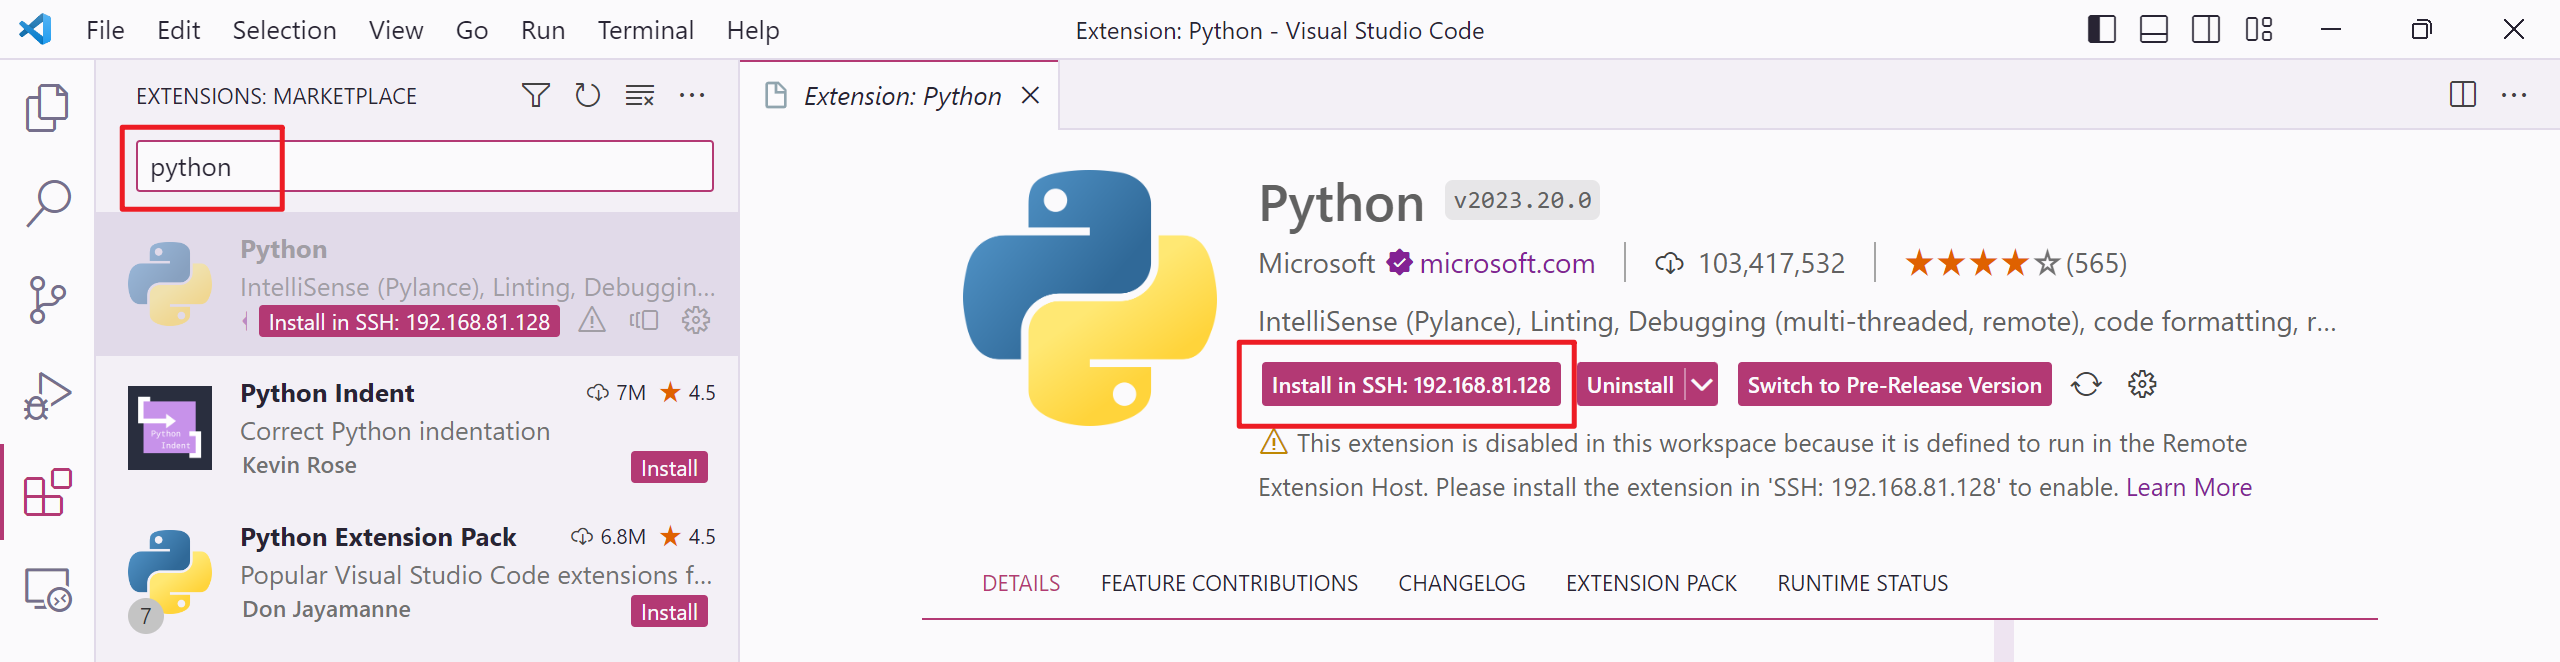 File Edit Selection View Go Run Terminal Help
Extension: Python - Visual Studio Code
EXTENSIONS: MARKETPLACE
python
Python
IntelliSense (Pylance), Linting, Debuggin...
Install in SSH: 192.168.81.128
Python Indent 7M 4.5
Correct Python indentation
Kevin Rose
Install
Python Extension Pack 6.8M 4.5
Popular Visual Studio Code extensions f...
Don Jayamanne
Install
7
Python
Indent
Extension: Python
Python v2023.20.0
Microsoft microsoft.com 103,417,532 (565)
IntelliSense (Pylance), Linting, Debugging (multi-threaded, remote), code formatting, r...
Install in SSH: 192.168.81.128 Uninstall Switch to Pre-Release Version
This extension is disabled in this workspace because it is defined to run in the Remote
Extension Host. Please install the extension in 'SSH: 192.168.81.128' to enable. Learn More
DETAILS FEATURE CONTRIBUTIONS CHANGELOG EXTENSION PACK RUNTIME STATUS